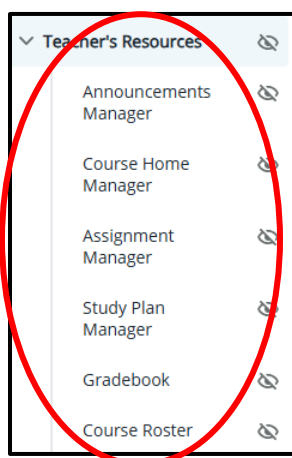 Teacher's Resources
Announcements
Manager
Course Home
Manager
Assignment
Manager
Study Plan
Manager
Gradebook
Course Roster